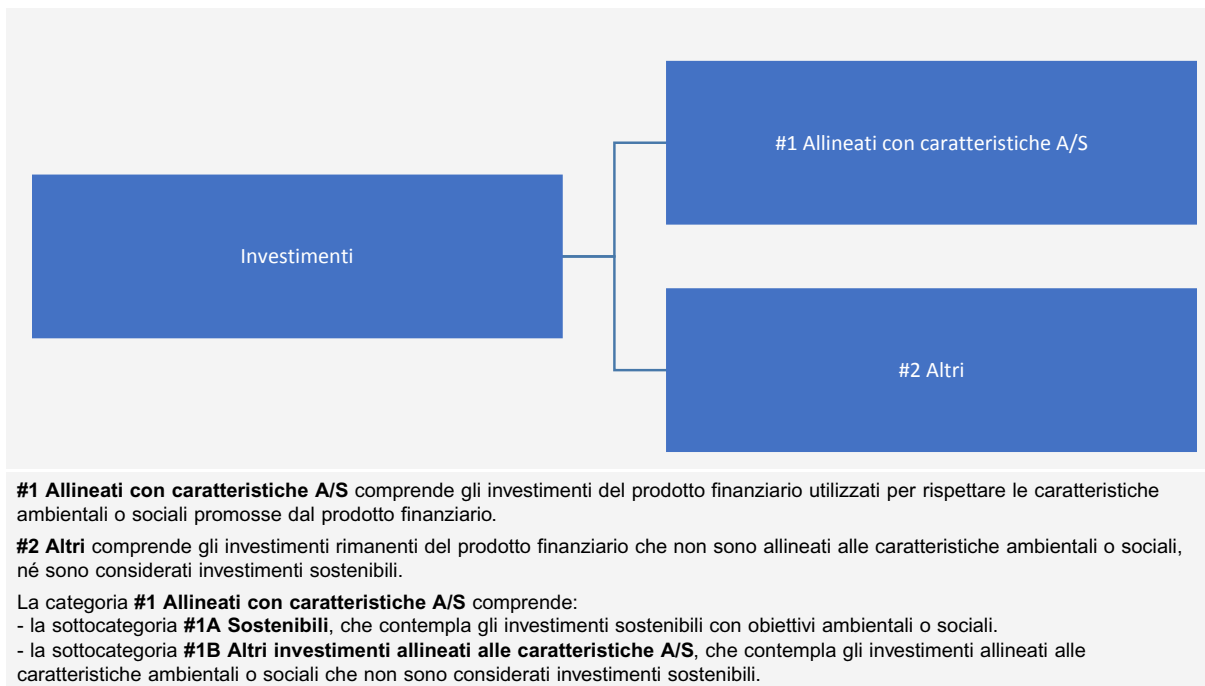 #1 Allineati con caratteristiche A/S
Investimenti
#2 Altri
#1 Allineati con caratteristiche A/S comprende gli investimenti del prodotto finanziario utilizzati per rispettare le caratteristiche
ambientali o sociali promosse dal prodotto finanziario.
#2 Altri comprende gli investimenti rimanenti del prodotto finanziario che non sono allineati alle caratteristiche ambientali o sociali,
né sono considerati investimenti sostenibili.
La categoria #1 Allineati con caratteristiche A/S comprende:
- la sottocategoria #1A Sostenibili, che contempla gli investimenti sostenibili con obiettivi ambientali o sociali.
- la sottocategoria #1B Altri investimenti allineati alle caratteristiche A/S, che contempla gli investimenti allineati alle
caratteristiche ambientali o sociali che non sono considerati investimenti sostenibili.